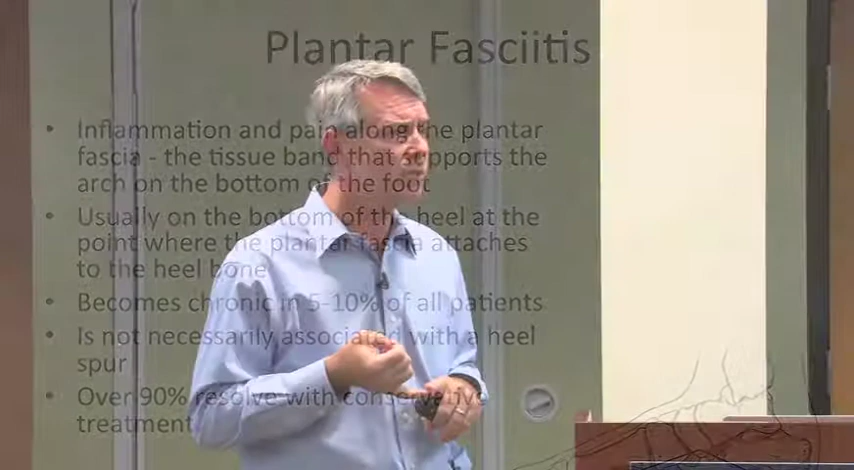 Plantar Fasciitis
• Inflammation and pain along the plantar
fascia - the tissue band that supports the
arch on the bottom of the foot
• Usually on the bottom of the heel at the
point where the plantar fascia attaches
to the heel bone
• Becomes chronic in 5-10% of all patients
• Is not necessarily associated with heel
spur
• Over 90% resolve with conservative
treatment